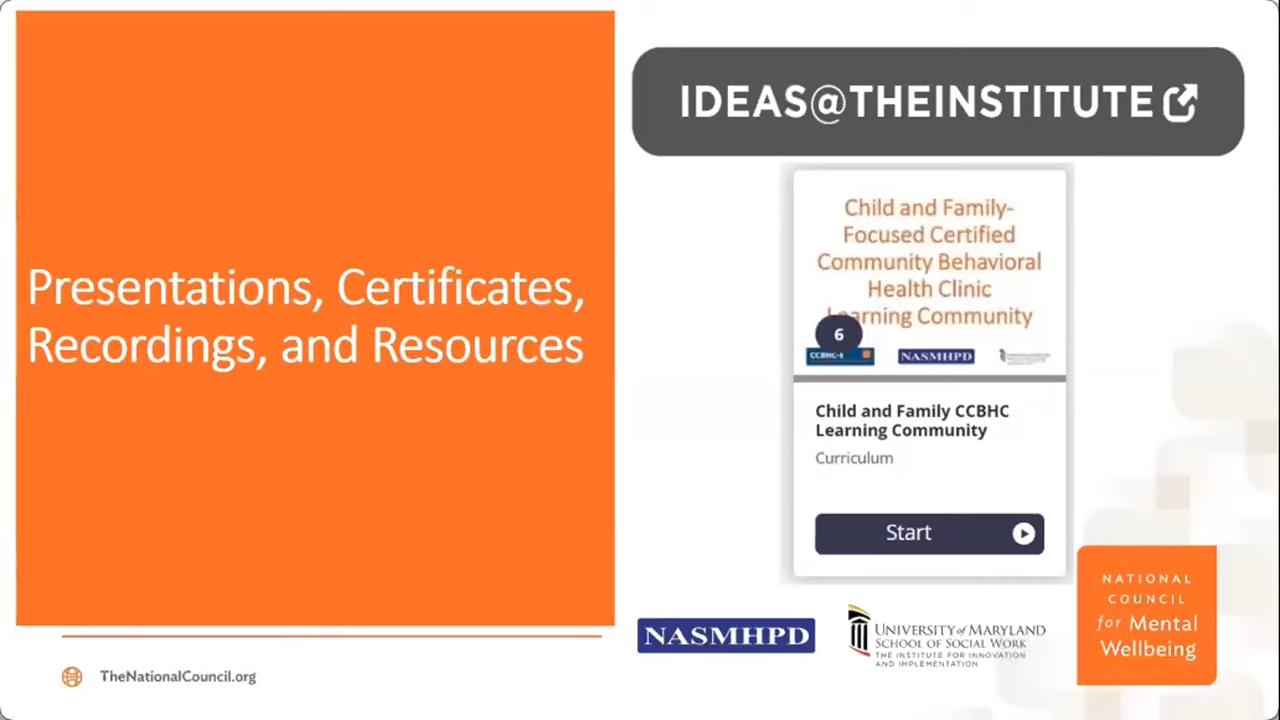 Presentations, Certificates,
Recordings, and Resources
TheNationalCouncil.org
IDEAS@THEINSTITUTE
Child and Family-
Focused Certified
Community Behavioral
Health Clinic
Learning Community
6
CCBHC-E
NASMHPD
Child and Family CCBHC
Learning Community
Curriculum
Start
NASMHPD
UNIVERSITY of MARYLAND
SCHOOL OF SOCIAL WORK
THE INSTITUTE FOR INNOVATION
AND IMPLEMENTATION
NATIONAL
COUNCIL
for Mental
Wellbeing